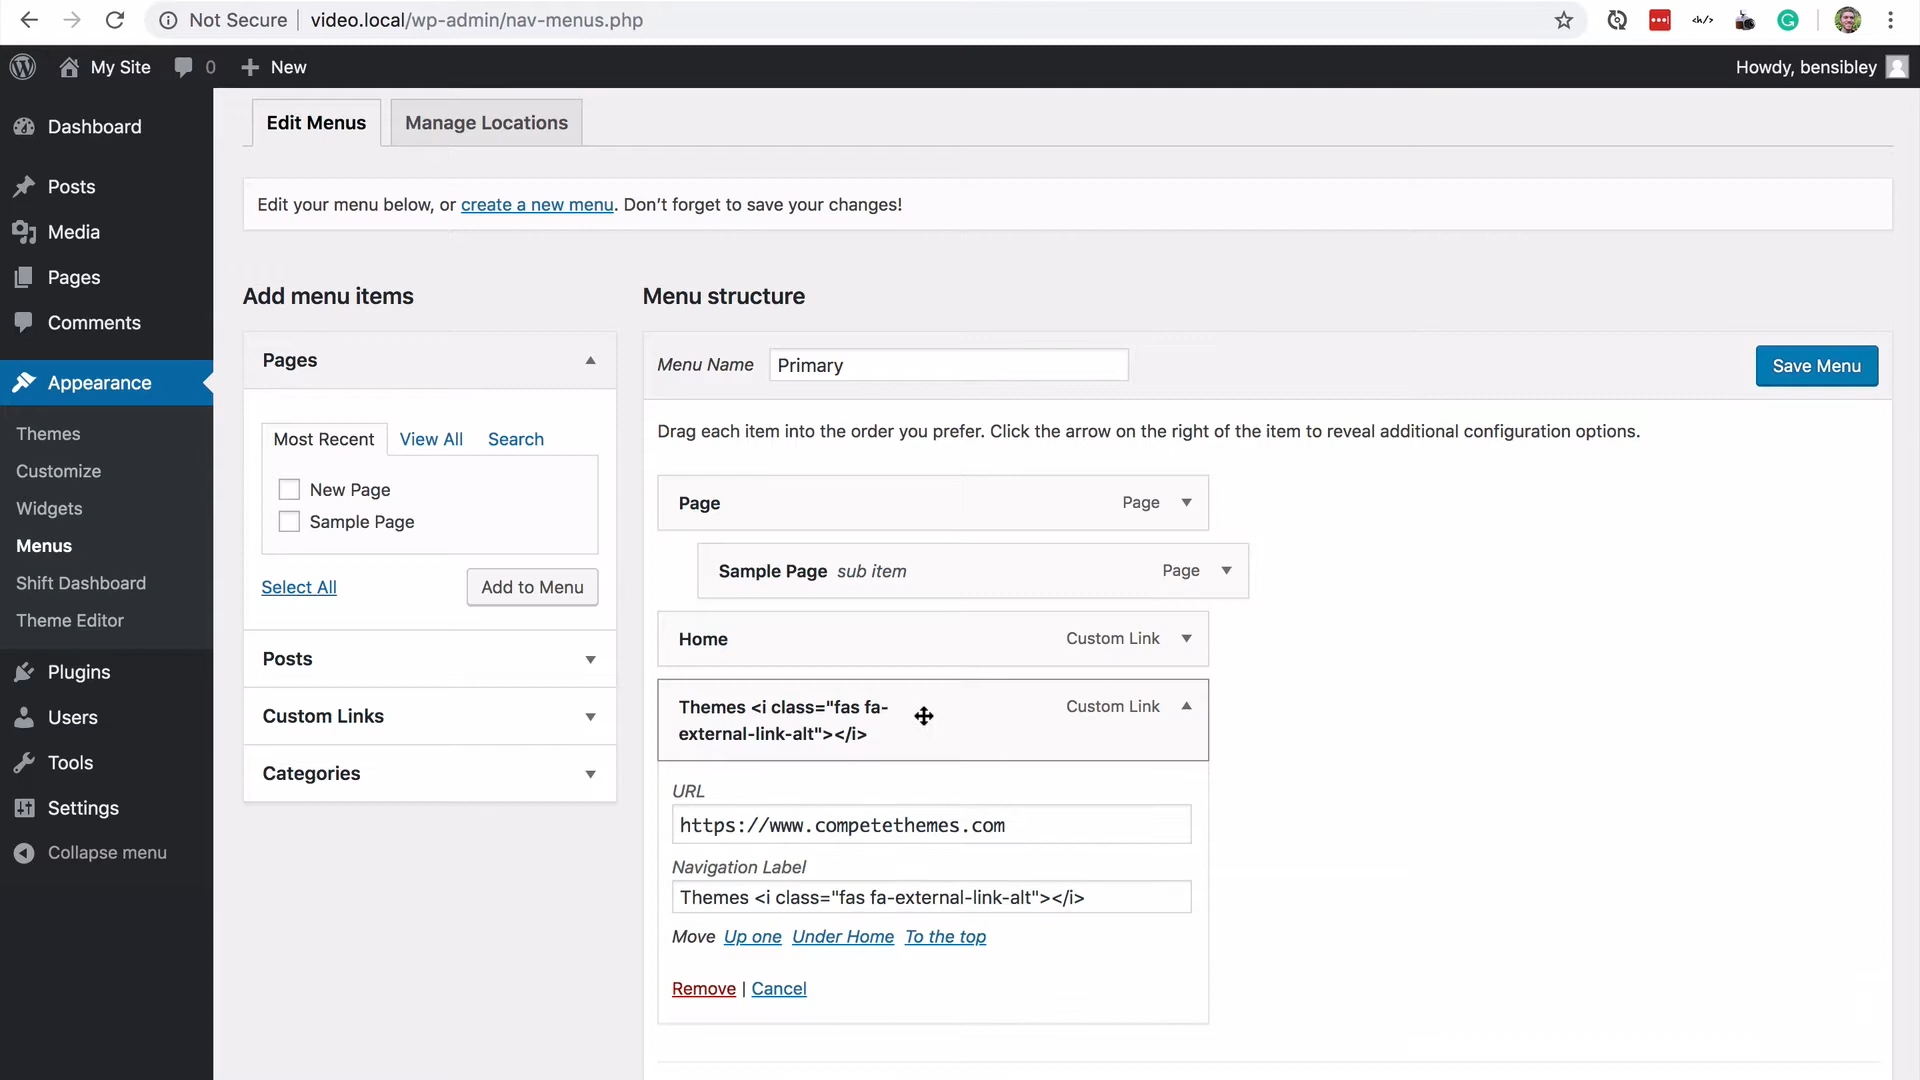 Not Secure | video.local/wp-admin/nav-menus.php
My Site 0 New Howdy, bensibley
Dashboard
Posts
Media
Pages
Comments
Appearance
Themes
Customize
Widgets
Menus
Shift Dashboard
Theme Editor
Plugins
Users
Tools
Settings
Collapse menu
Edit Menus Manage Locations
Edit your menu below, or create a new menu. Don’t forget to save your changes!
Add menu items
Pages
Most Recent View All Search
New Page
Sample Page
Select All Add to Menu
Posts
Custom Links
Categories
Menu structure
Menu Name Primary Save Menu
Drag each item into the order you prefer. Click the arrow on the right of the item to reveal additional configuration options.
Page Page
Sample Page sub item Page
Home Custom Link
Themes <i class="fas fa- Custom Link
external-link-alt"></i>
URL
https://www.competethemes.com
Navigation Label
Themes <i class="fas fa-external-link-alt"></i>
Move Up one Under Home To the top
Remove | Cancel